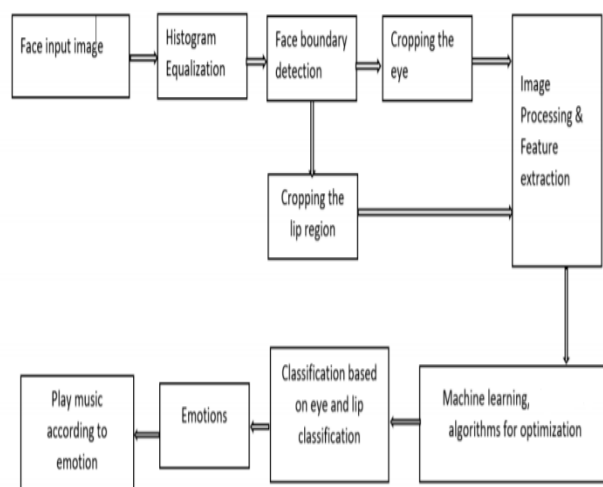 Face input image
Histogram
Equalization
Face boundary
detection
Cropping the
eye
Image
Processing &
Feature
extraction
Cropping the
lip region
Machine learning,
algorithms for optimization
Classification based
on eye and lip
classification
Emotions
Play music
according to
emotion